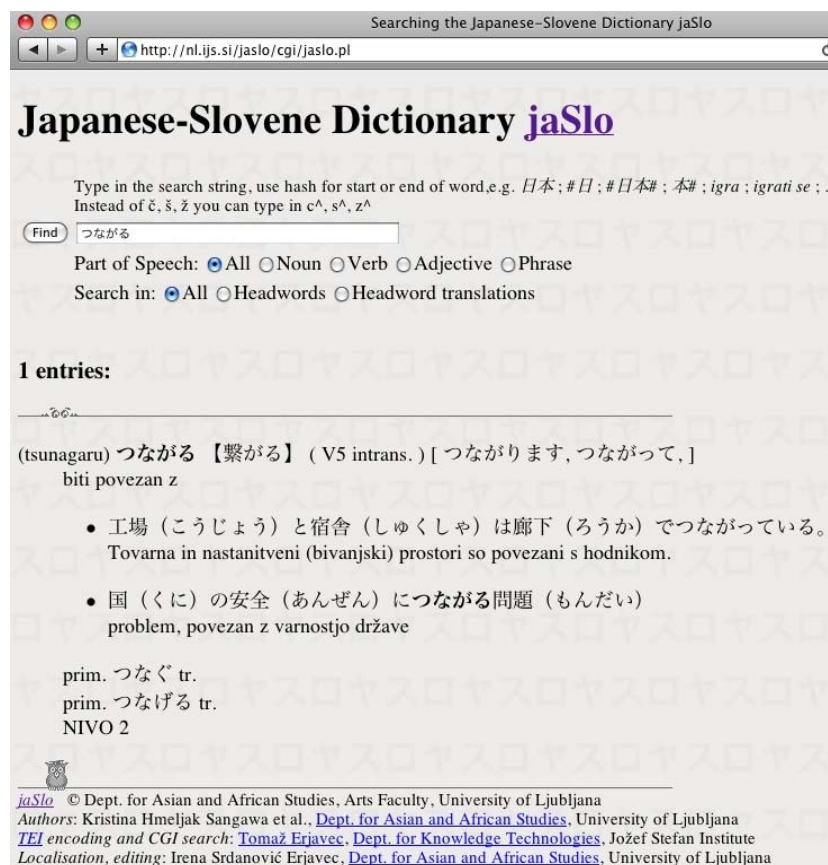 Searching the Japanese-Slovene Dictionary jaSlo
http://nl.ijs.si/jaslo/cgi/jaslo.pl
Japanese-Slovene Dictionary jaSlo
Type in the search string, use hash for start or end of word,e.g. 日本 ; #日 ; #日本# ; 本# ; igra ; igrati se ; .
Instead of č, š, ž you can type in c^, s^, z^
Find つながる
Part of Speech: All Noun Verb Adjective Phrase
Search in: All Headwords Headword translations
1 entries:
(tsunagaru) つながる 【繋がる】 ( V5 intrans. ) [ つながります, つながって, ]
biti povezan z
• 工場（こうじょう）と宿舎（しゅくしゃ）は廊下（ろうか）でつながっている。
Tovarna in nastanitveni (bivanjski) prostori so povezani s hodnikom.
• 国（くに）の安全（あんぜん）につながる問題（もんだい）
problem, povezan z varnostjo države
prim. つなぐ tr.
prim. つなげる tr.
NIVO 2
jaSlo © Dept. for Asian and African Studies, Arts Faculty, University of Ljubljana
Authors: Kristina Hmeljak Sangawa et al., Dept. for Asian and African Studies, University of Ljubljana
TEI encoding and CGI search: Tomaž Erjavec, Dept. for Knowledge Technologies, Jožef Stefan Institute
Localisation, editing: Irena Srdanović Erjavec, Dept. for Asian and African Studies, University of Ljubljana